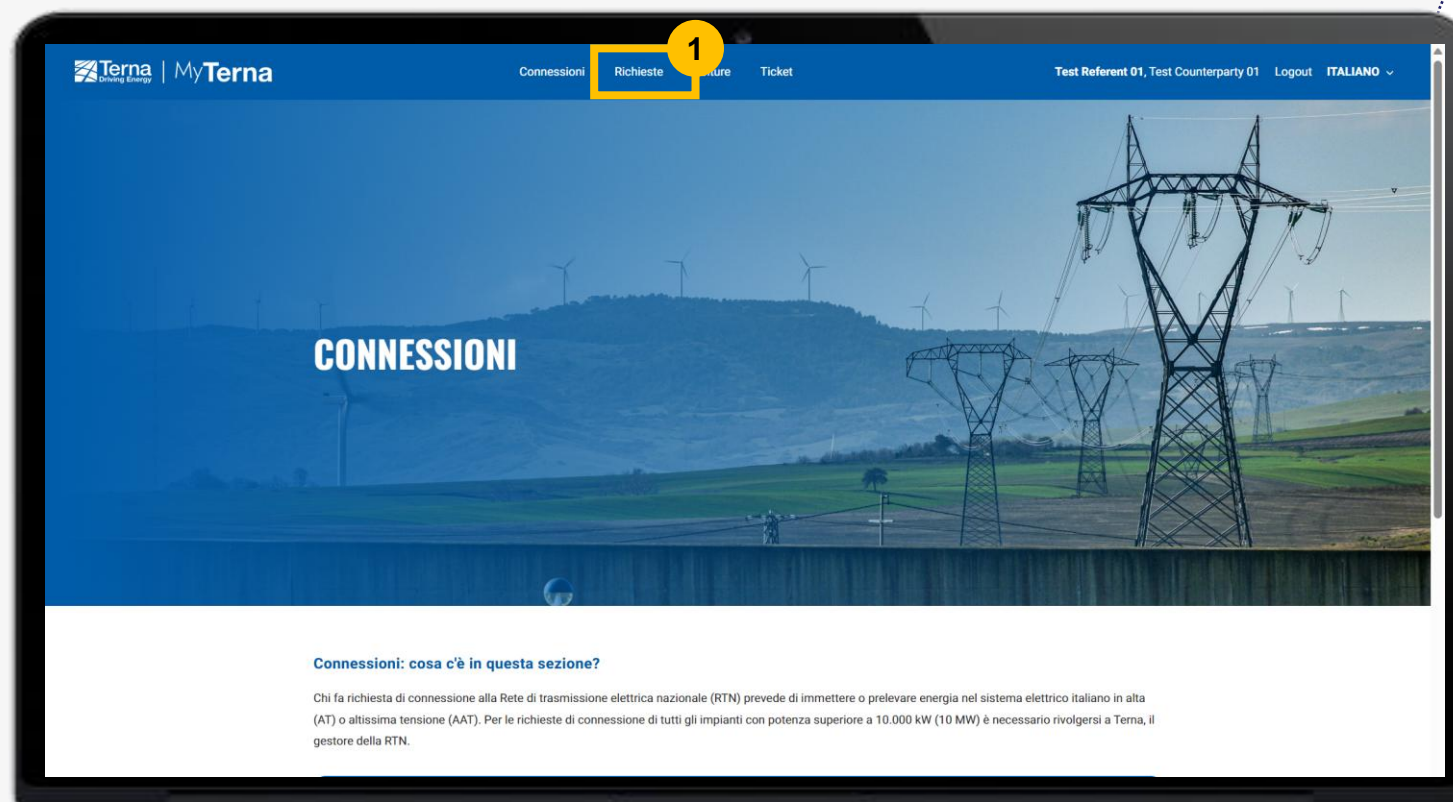 1
Terna
Driving Energy
MyTerna
Connessioni Richieste Ticket
Test Referent 01, Test Counterparty 01 Logout ITALIANO
CONNESSIONI
Connessioni: cosa c'è in questa sezione?
Chi fa richiesta di connessione alla Rete di trasmissione elettrica nazionale (RTN) prevede di immettere o prelevare energia nel sistema elettrico italiano in alta
(AT) o altissima tensione (AAT). Per le richieste di connessione di tutti gli impianti con potenza superiore a 10.000 kW (10 MW) è necessario rivolgersi a Terna, il
gestore della RTN.